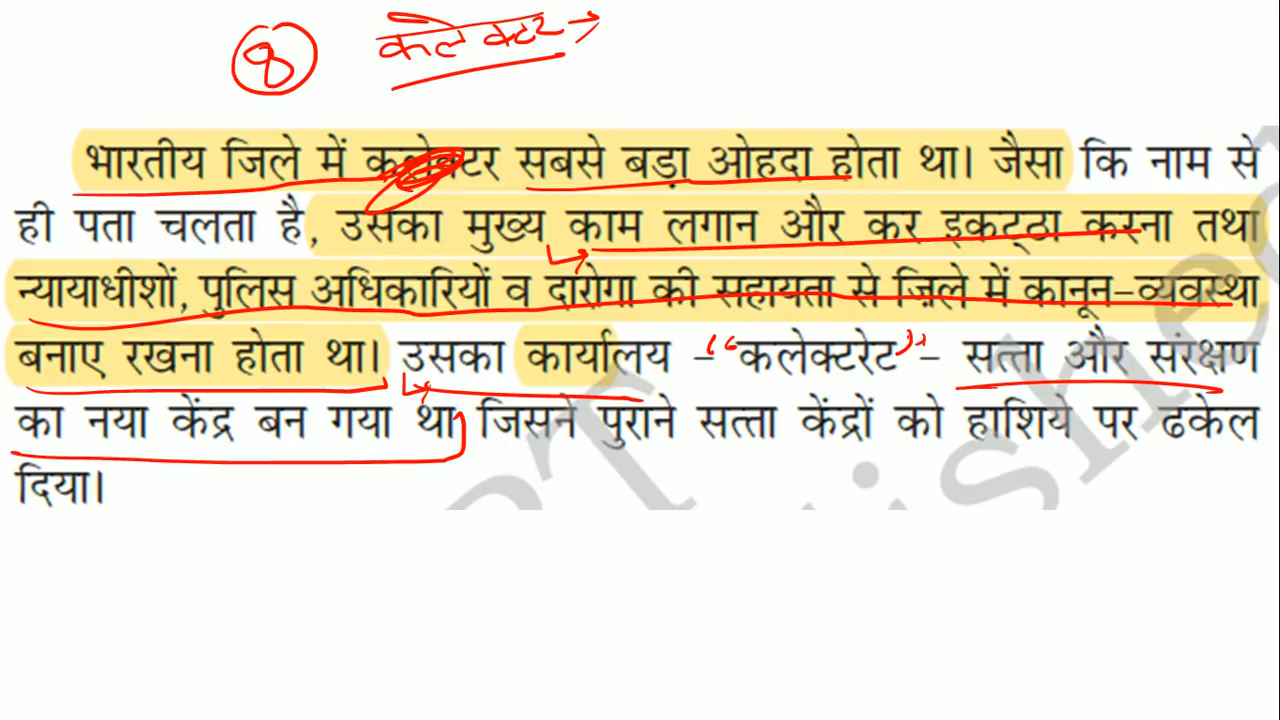 8 कलेक्टर →
भारतीय जिले में कलेक्टर सबसे बड़ा ओहदा होता था। जैसा कि नाम से
ही पता चलता है, उसका मुख्य काम लगान और कर इकट्ठा करना तथा
न्यायाधीशों, पुलिस अधिकारियों व दारोगा की सहायता से ज़िले में कानून-व्यवस्था
बनाए रखना होता था। उसका कार्यालय -“कलेक्टरेट”- सत्ता और संरक्षण
का नया केंद्र बन गया था जिसने पुराने सत्ता केंद्रों को हाशिये पर ढकेल
दिया।